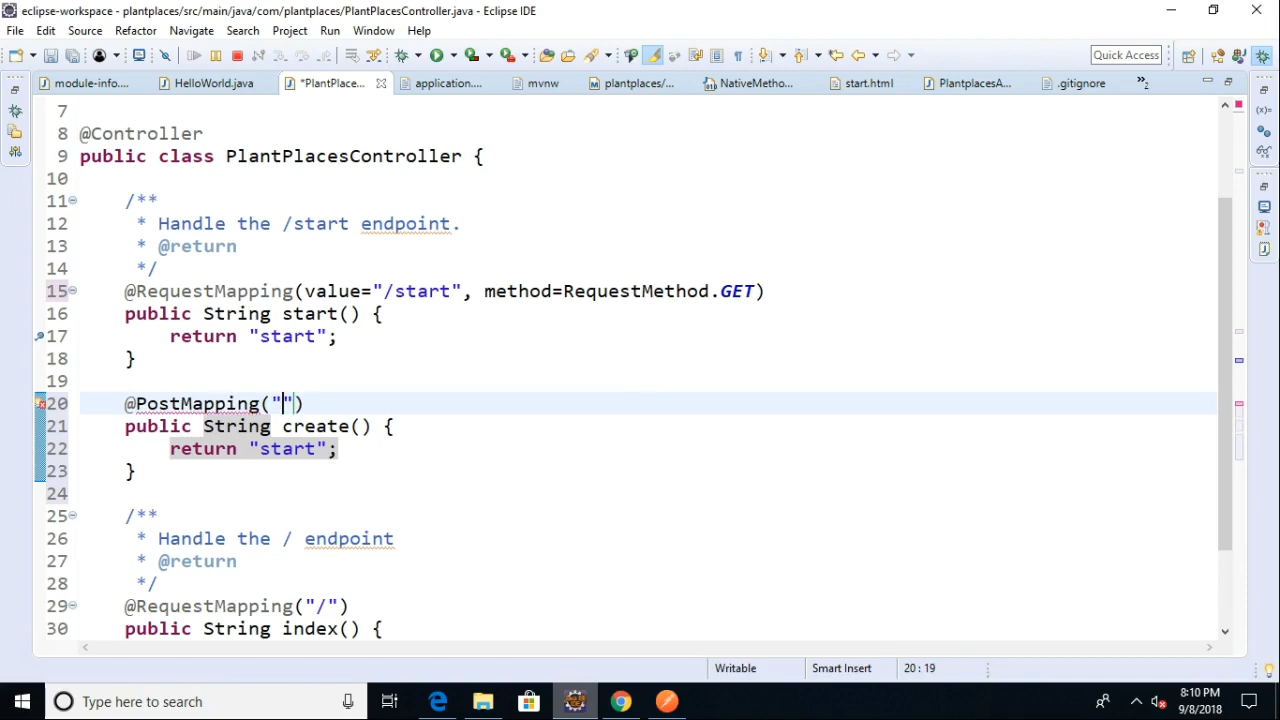 eclipse-workspace - plantplaces/src/main/java/com/plantplaces/PlantPlacesController.java - Eclipse IDE
File Edit Source Refactor Navigate Search Project Run Window Help
Quick Access
module-info.... HelloWorld.java *PlantPlace... application.... mvnw plantplaces/... NativeMetho... start.html PlantplacesA... .gitignore »2
7
8 @Controller
9 public class PlantPlacesController {
10
11 /**
12 * Handle the /start endpoint.
13 * @return
14 */
15 @RequestMapping(value="/start", method=RequestMethod.GET)
16 public String start() {
17 return "start";
18 }
19
20 @PostMapping("")
21 public String create() {
22 return "start";
23 }
24
25 /**
26 * Handle the / endpoint
27 * @return
28 */
29 @RequestMapping("/")
30 public String index() {
Writable Smart Insert 20 : 19
Type here to search
8:10 PM
9/8/2018